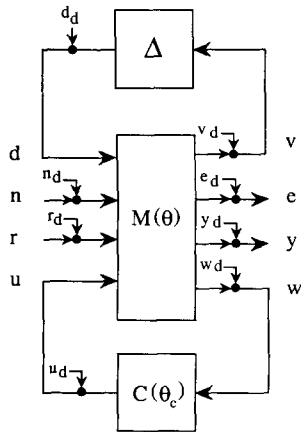 d_d
Δ
d v_d v
n n_d e_d e
r r_d M(θ) y_d y
u w_d w
u_d C(θ_c)